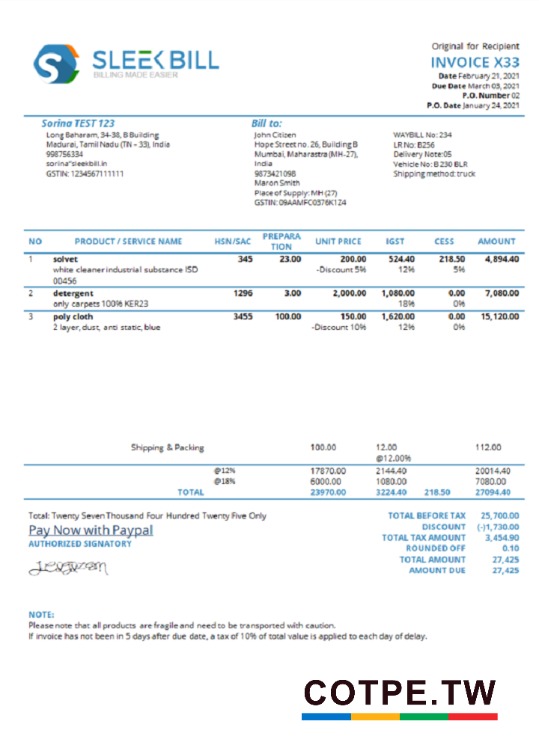 Original for Recipient
SLEEK BILL
BILLING MADE EASIER
INVOICE X33
Date February 21, 2021
Due Date March 03, 2021
P.O. Number 02
P.O. Date January 24, 2021
Sorina TEST 123
Long Baharam, 34-38, B Building
Madurai, Tamil Nadu (TN - 33), India
998756334
sorina"sleekbill.in
GSTIN: 1234567111111
Bill to:
John Citizen
Hope Street no. 26, Building B
Mumbai, Maharastra (MH-27),
India
9873421098
Maron Smith
Place of Supply: MH (27)
GSTIN: 09AAMFC0376K1Z4
WAYBILL No: 234
LR No: B256
Delivery Note:05
Vehicle No: B 230 BLR
Shipping method: truck
NO PRODUCT / SERVICE NAME HSN/SAC PREPARA TION UNIT PRICE IGST CESS AMOUNT
1 solvet 345 23.00 200.00 524.40 218.50 4,894.40
white cleaner industrial substance ISD -Discount 5% 12% 5%
00456
2 detergent 1296 3.00 2,000.00 1,080.00 0.00 7,080.00
only carpets 100% KER23 18% 0%
3 poly cloth 3455 100.00 150.00 1,620.00 0.00 15,120.00
2 layer, dust, anti static, blue -Discount 10% 12% 0%
Shipping & Packing 100.00 12.00 112.00
@12.00%
@12% 17870.00 2144.40 20014.40
@18% 6000.00 1080.00 7080.00
TOTAL 23970.00 3224.40 218.50 27094.40
Total: Twenty Seven Thousand Four Hundred Twenty Five Only
Pay Now with Paypal
AUTHORIZED SIGNATORY
TOTAL BEFORE TAX 25,700.00
DISCOUNT (-)1,730.00
TOTAL TAX AMOUNT 3,454.90
ROUNDED OFF 0.10
TOTAL AMOUNT 27,425
AMOUNT DUE 27,425
NOTE:
Please note that all products are fragile and need to be transported with caution.
If invoice has not been in 5 days after due date, a tax of 10% of total value is applied to each day of delay.
COTPE.TW